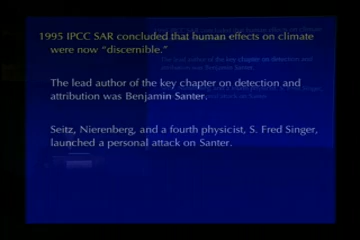 1995 IPCC SAR concluded that human effects on climate
were now “discernible.”
The lead author of the key chapter on detection and
attribution was Benjamin Santer.
Seitz, Nierenberg, and a fourth physicist, S. Fred Singer,
launched a personal attack on Santer.